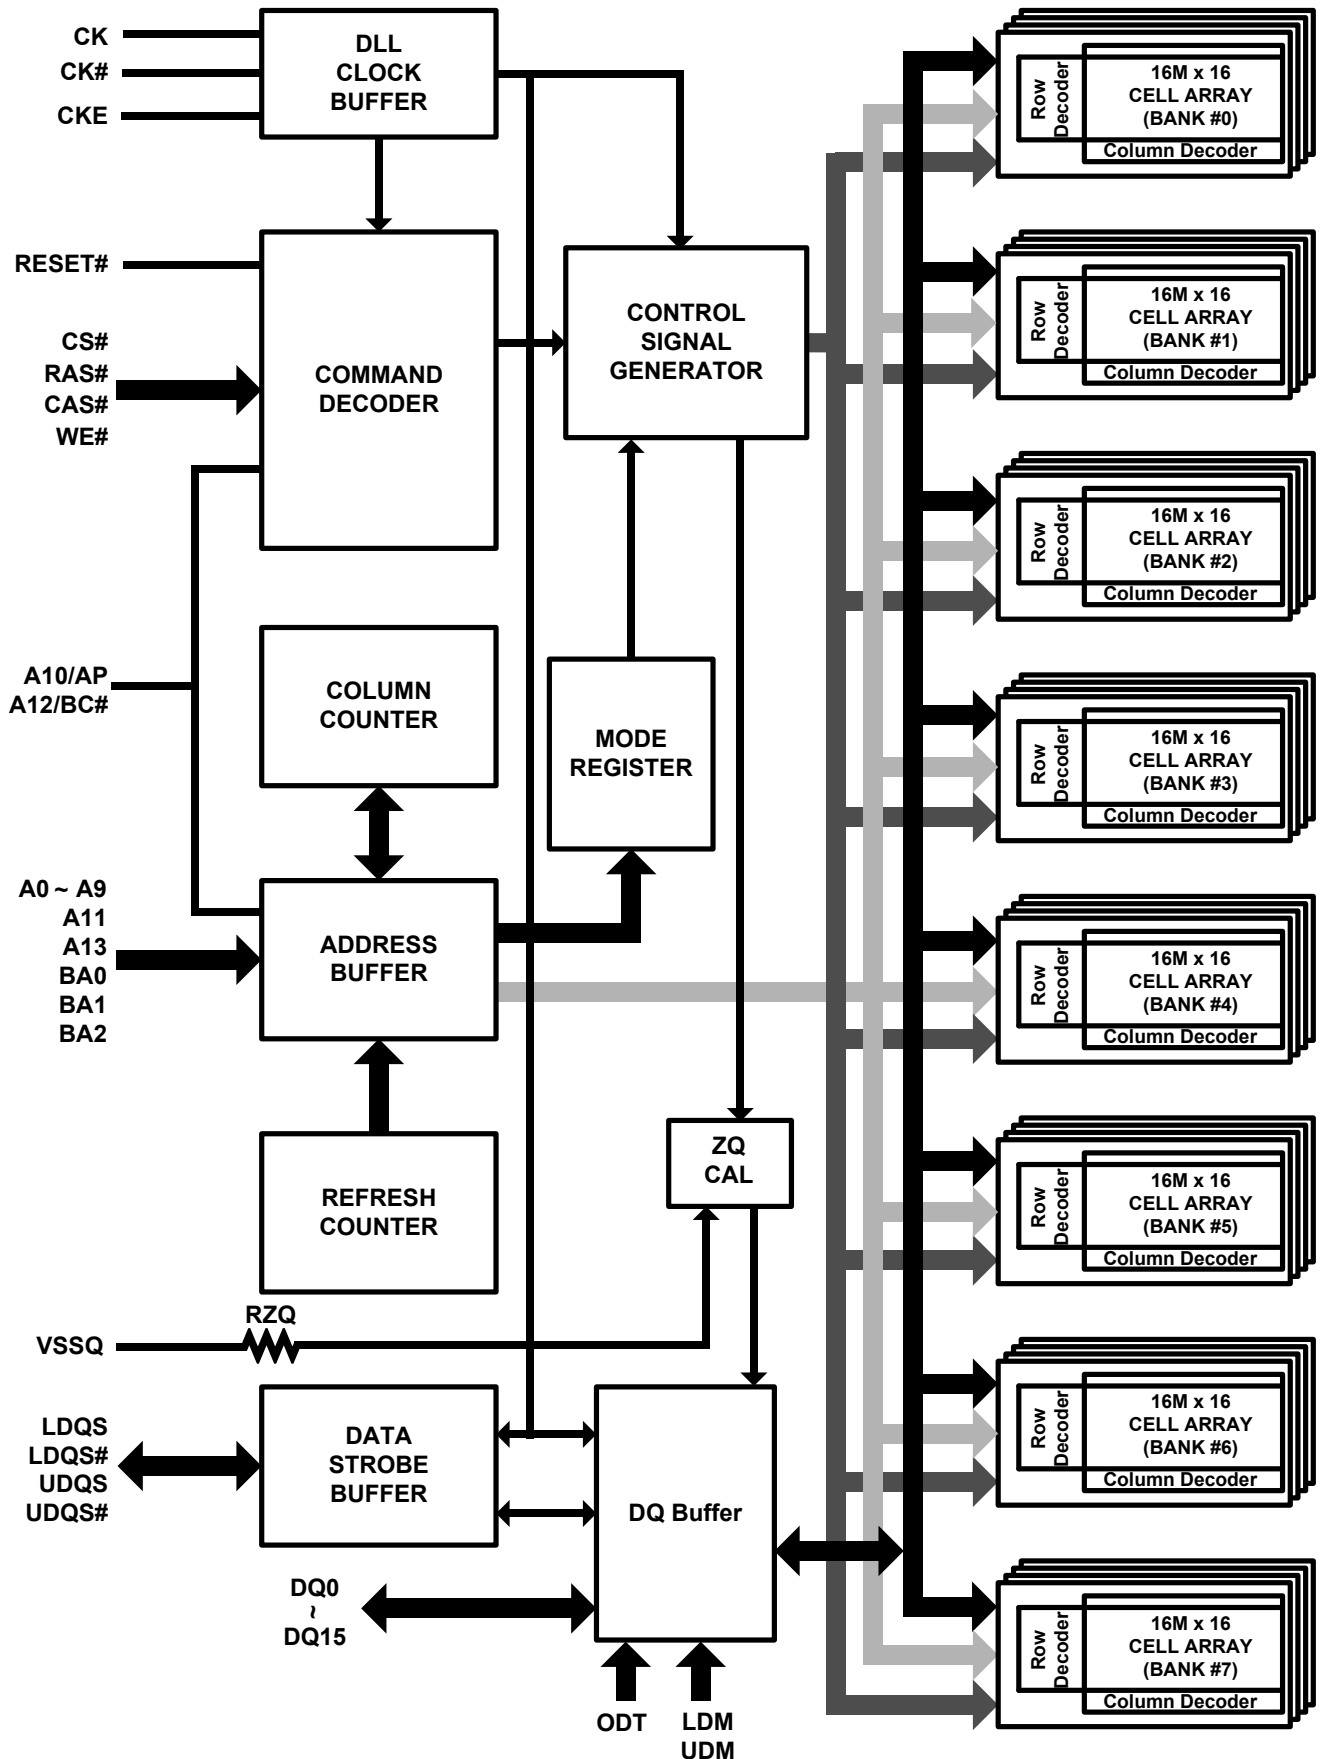 CK
CK#
CKE
DLL
CLOCK
BUFFER
RESET#
CS#
RAS#
CAS#
WE#
COMMAND
DECODER
CONTROL
SIGNAL
GENERATOR
A10/AP
A12/BC#
COLUMN
COUNTER
MODE
REGISTER
A0 ~ A9
A11
A13
BA0
BA1
BA2
ADDRESS
BUFFER
REFRESH
COUNTER
ZQ
CAL
RZQ
VSSQ
LDQS
LDQS#
UDQS
UDQS#
DATA
STROBE
BUFFER
DQ Buffer
DQ0
~
DQ15
ODT
LDM
UDM
Row
Decoder
16M x 16
CELL ARRAY
(BANK #0)
Column Decoder
Row
Decoder
16M x 16
CELL ARRAY
(BANK #1)
Column Decoder
Row
Decoder
16M x 16
CELL ARRAY
(BANK #2)
Column Decoder
Row
Decoder
16M x 16
CELL ARRAY
(BANK #3)
Column Decoder
Row
Decoder
16M x 16
CELL ARRAY
(BANK #4)
Column Decoder
Row
Decoder
16M x 16
CELL ARRAY
(BANK #5)
Column Decoder
Row
Decoder
16M x 16
CELL ARRAY
(BANK #6)
Column Decoder
Row
Decoder
16M x 16
CELL ARRAY
(BANK #7)
Column Decoder